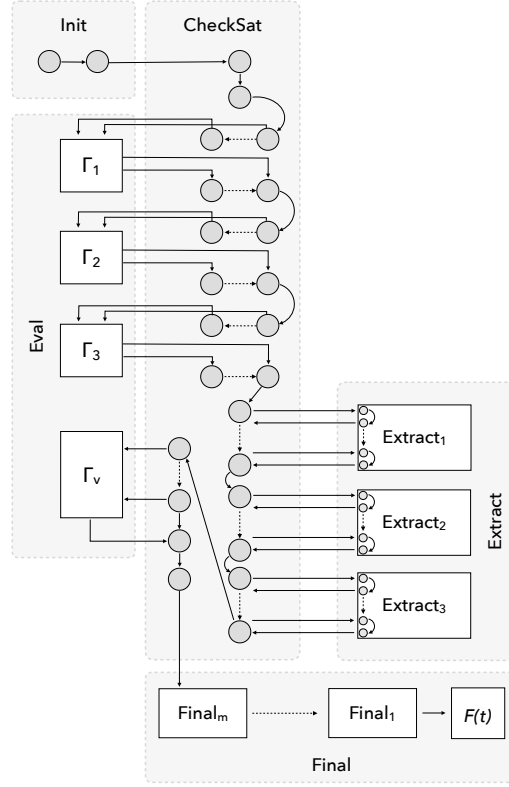 Init
CheckSat
Γ1
Γ2
Eval
Γ3
Extract1
Γv
Extract2
Extract
Extract3
Finalm
Final1
F(t)
Final